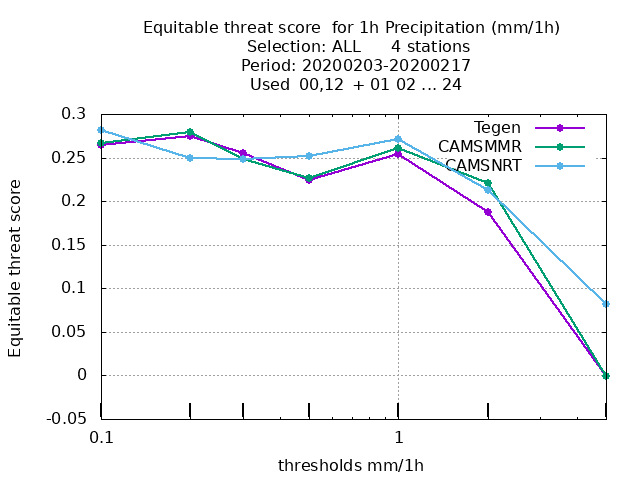 Equitable threat score  for 1h Precipitation (mm/1h)
Selection: ALL      4 stations
Period: 20200203-20200217
Used  00,12  + 01 02 ... 24
Tegen
CAMSMMR
CAMSNRT
0.3
0.25
0.2
0.15
0.1
0.05
0
-0.05
Equitable threat score
0.1
1
thresholds mm/1h